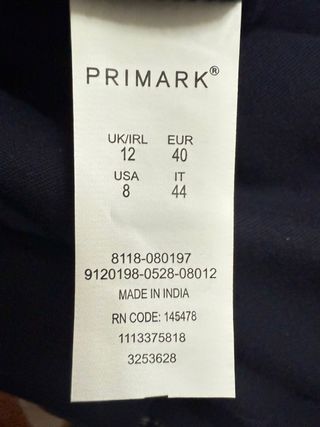 PRIMARK®
UK/IRL EUR
12 40
USA IT
8 44
8118-080197
9120198-0528-08012
MADE IN INDIA
RN CODE: 145478
1113375818
3253628